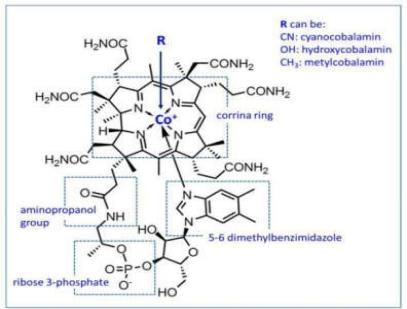 R can be:
CN: cyanocobalamin
OH: hydroxycobalamin
CH₃: metylcobalamin
R
H₂NOC
CONH₂
H₂NOC
CONH₂
N
N
Co⁺
corrina ring
H
N
N
H₂NOC
CONH₂
O
N
aminopropanol
group
NH
N
5-6 dimethylbenzimidazole
HO
O
O
P
O
O
O⁻
ribose 3-phosphate
HO